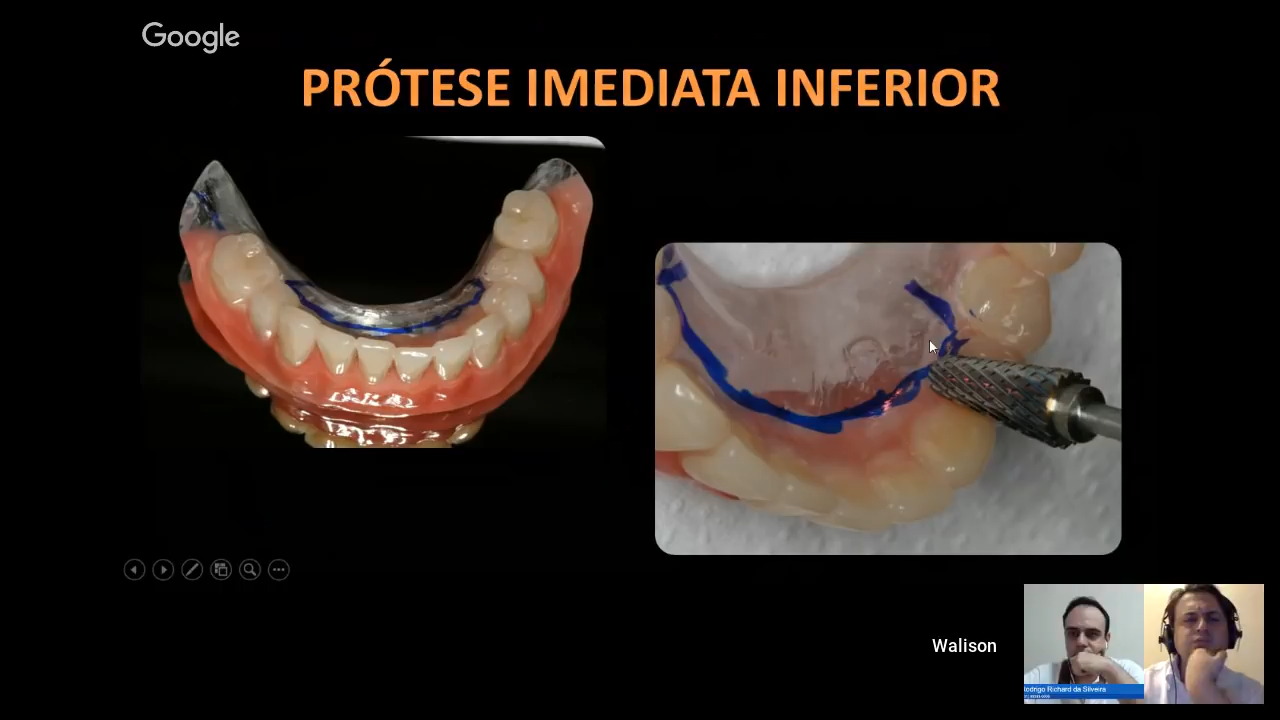 Google
PRÓTESE IMEDIATA INFERIOR
Walison
Rodrigo Richard da Silveira